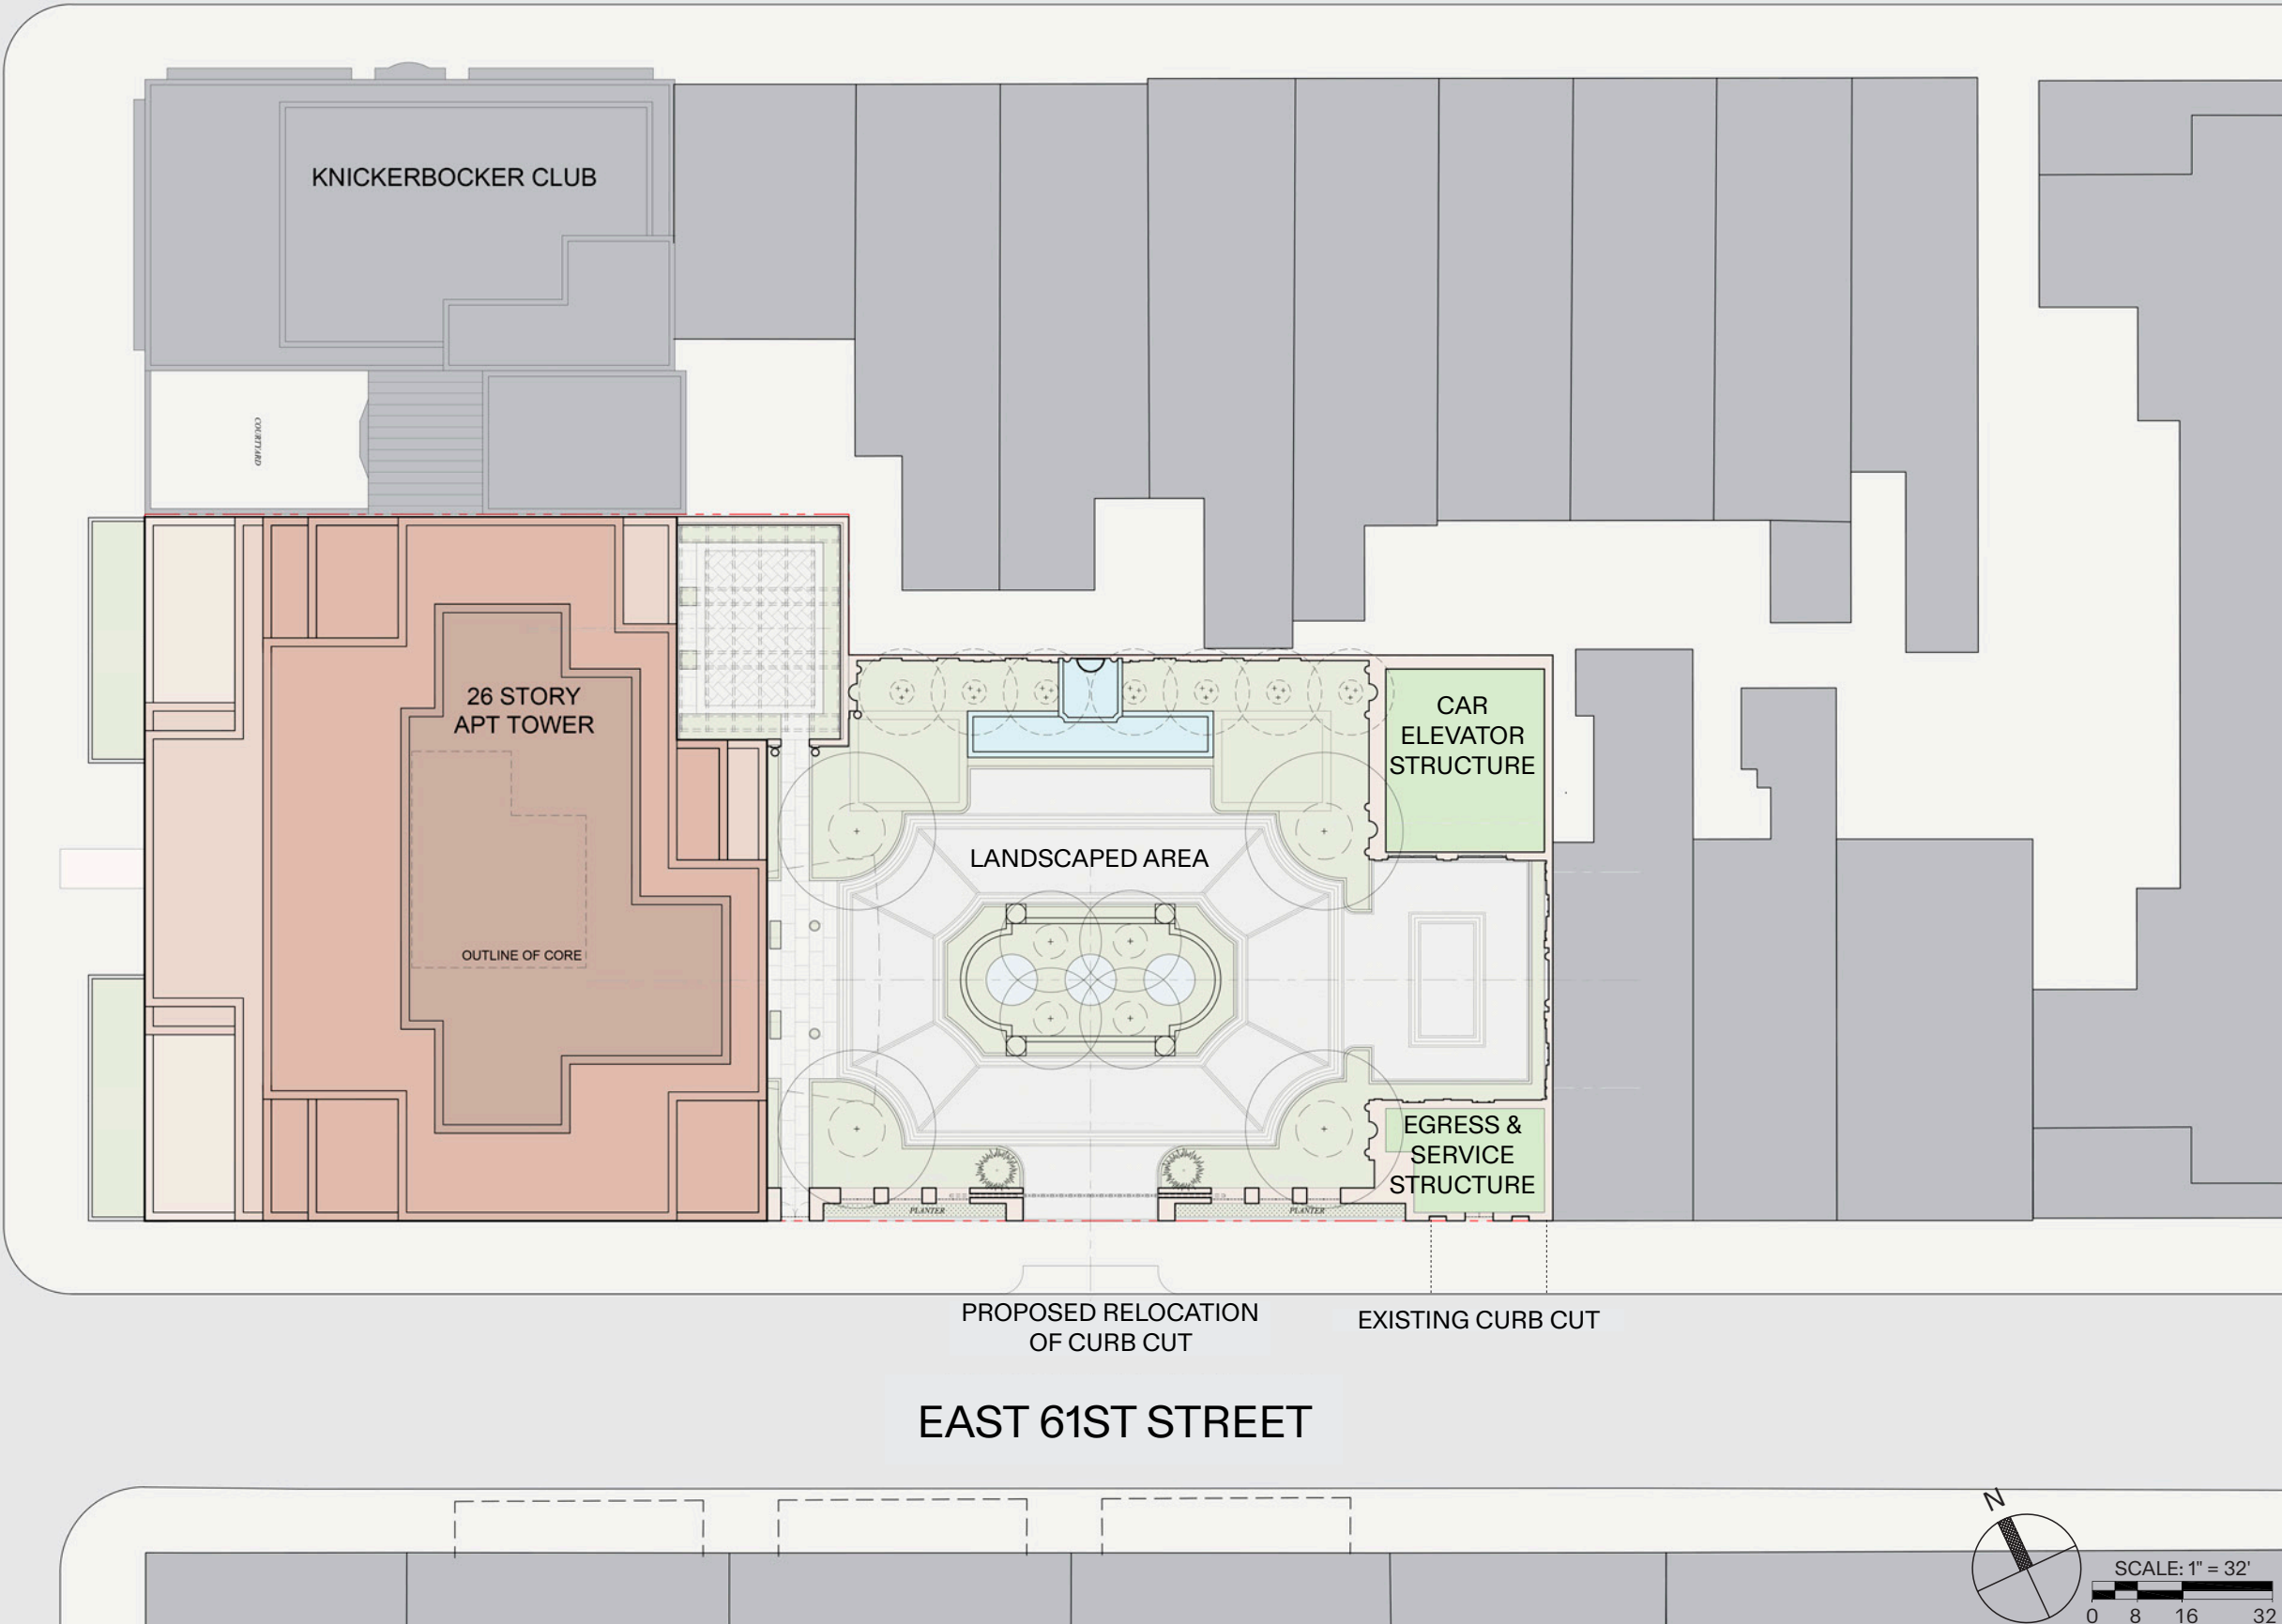 KNICKERBOCKER CLUB
COURTYARD
26 STORY
APT TOWER
OUTLINE OF CORE
CAR
ELEVATOR
STRUCTURE
LANDSCAPED AREA
EGRESS &
SERVICE
STRUCTURE
PLANTER
PLANTER
PROPOSED RELOCATION
OF CURB CUT
EXISTING CURB CUT
EAST 61ST STREET
N
SCALE: 1" = 32'
0 8 16 32